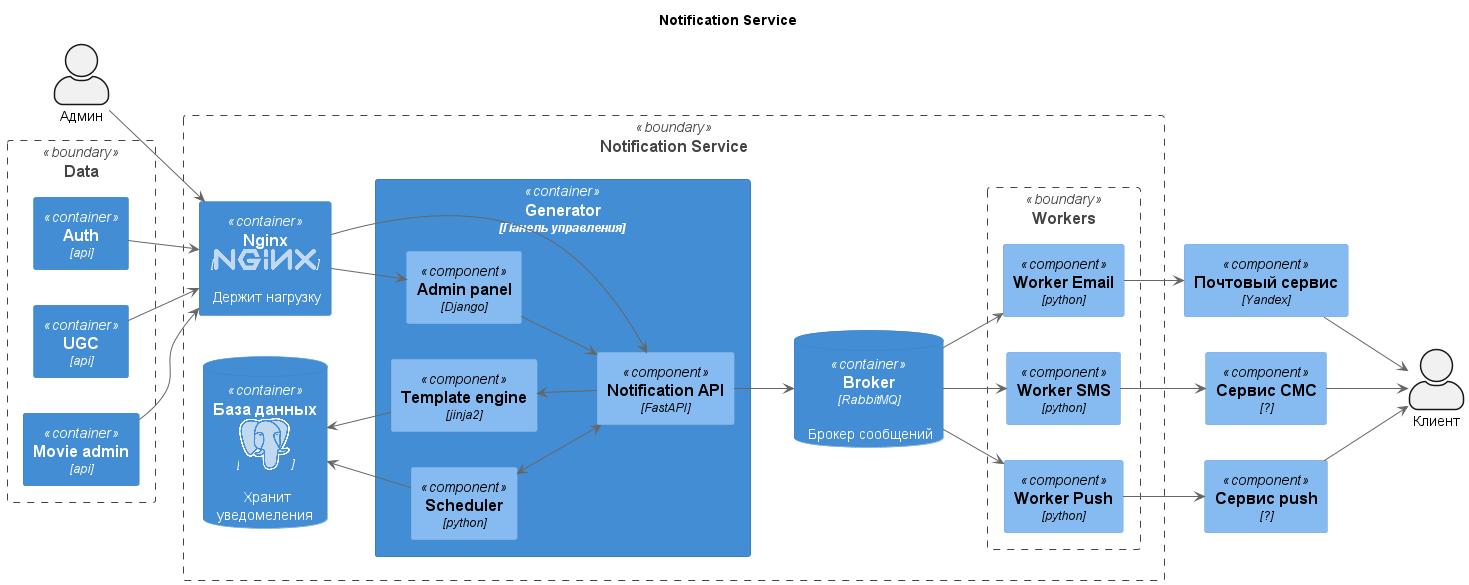 Notification Service
Админ
«boundary»
Data
«container»
Auth
[api]
«container»
UGC
[api]
«container»
Movie admin
[api]
«boundary»
Notification Service
«container»
Nginx
[NGiNX]
Держит нагрузку
«container»
База данных
[ ]
Хранит
уведомеления
«container»
Generator
[Панель управления]
«component»
Admin panel
[Django]
«component»
Template engine
[jinja2]
«component»
Scheduler
[python]
«component»
Notification API
[FastAPI]
«container»
Broker
[RabbitMQ]
Брокер сообщений
«boundary»
Workers
«component»
Worker Email
[python]
«component»
Worker SMS
[python]
«component»
Worker Push
[python]
«component»
Почтовый сервис
[Yandex]
«component»
Сервис СМС
[?]
«component»
Сервис push
[?]
Клиент